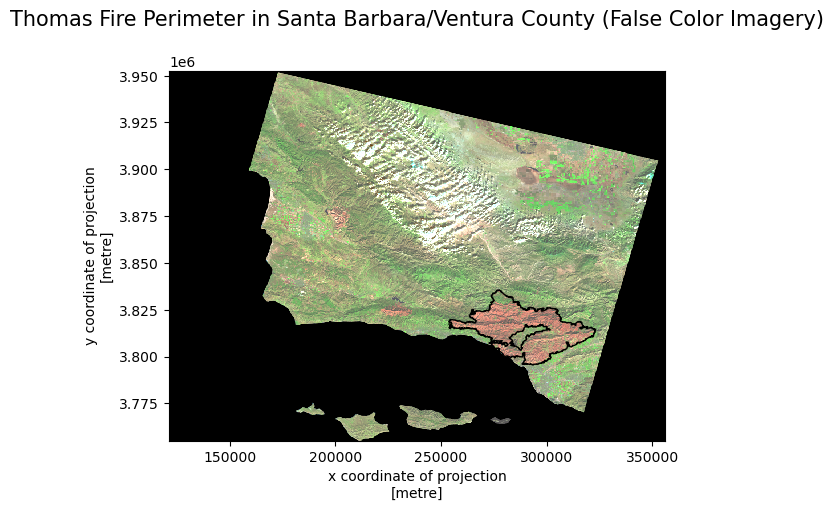 Thomas Fire Perimeter in Santa Barbara/Ventura County (False Color Imagery)
1e6
3.950
3.925
3.900
3.875
3.850
3.825
3.800
3.775
y coordinate of projection
[metre]
150000 200000 250000 300000 350000
x coordinate of projection
[metre]